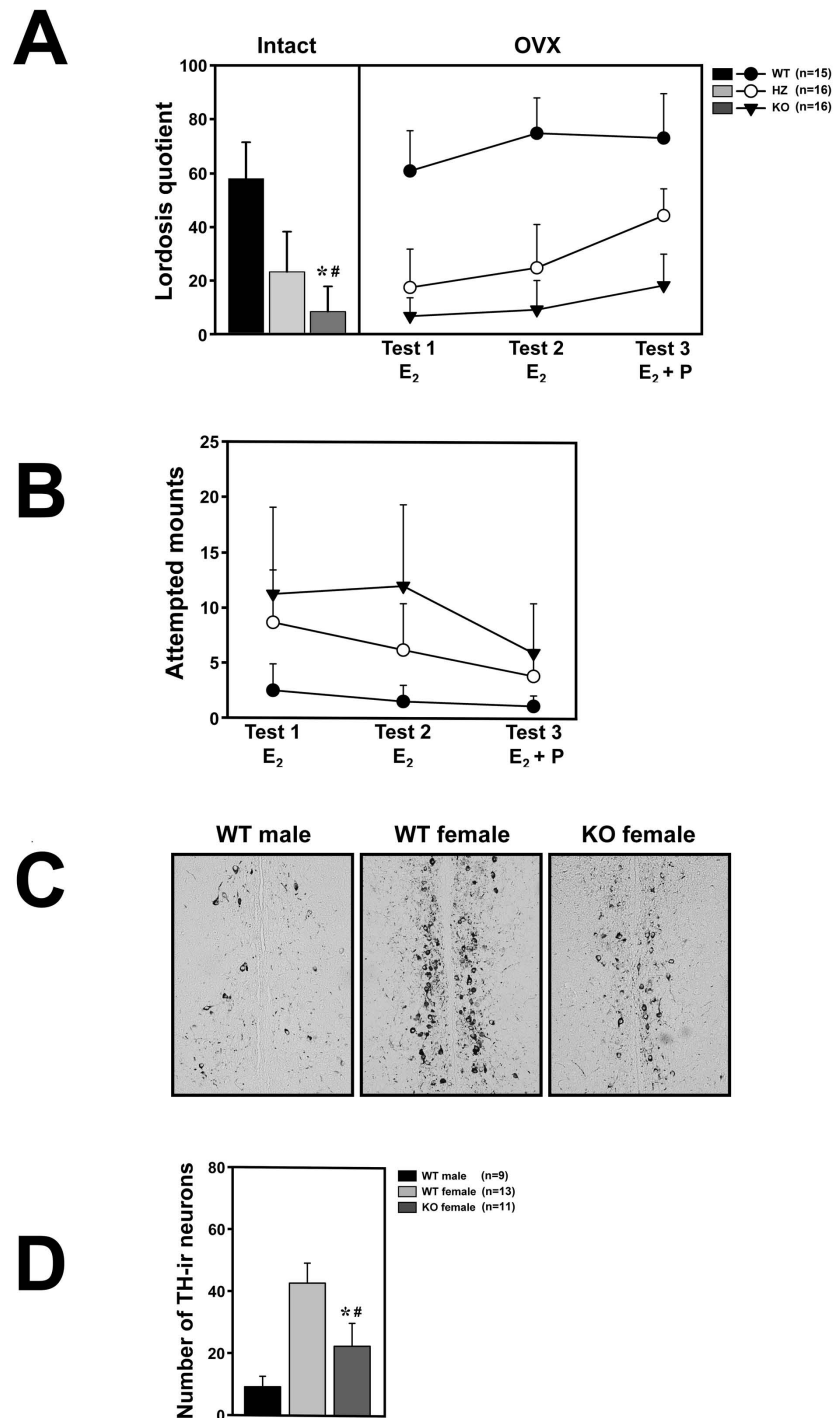 A
Intact
OVX
Lordosis quotient
100
80
60
40
20
0
*#
WT (n=15)
HZ (n=16)
KO (n=16)
Test 1 Test 2 Test 3
E₂ E₂ E₂ + P
B
Attempted mounts
25
20
15
10
5
0
Test 1 Test 2 Test 3
E₂ E₂ E₂ + P
C
WT male WT female KO female
D
Number of TH-ir neurons
80
60
40
20
0
*#
WT male (n=9)
WT female (n=13)
KO female (n=11)